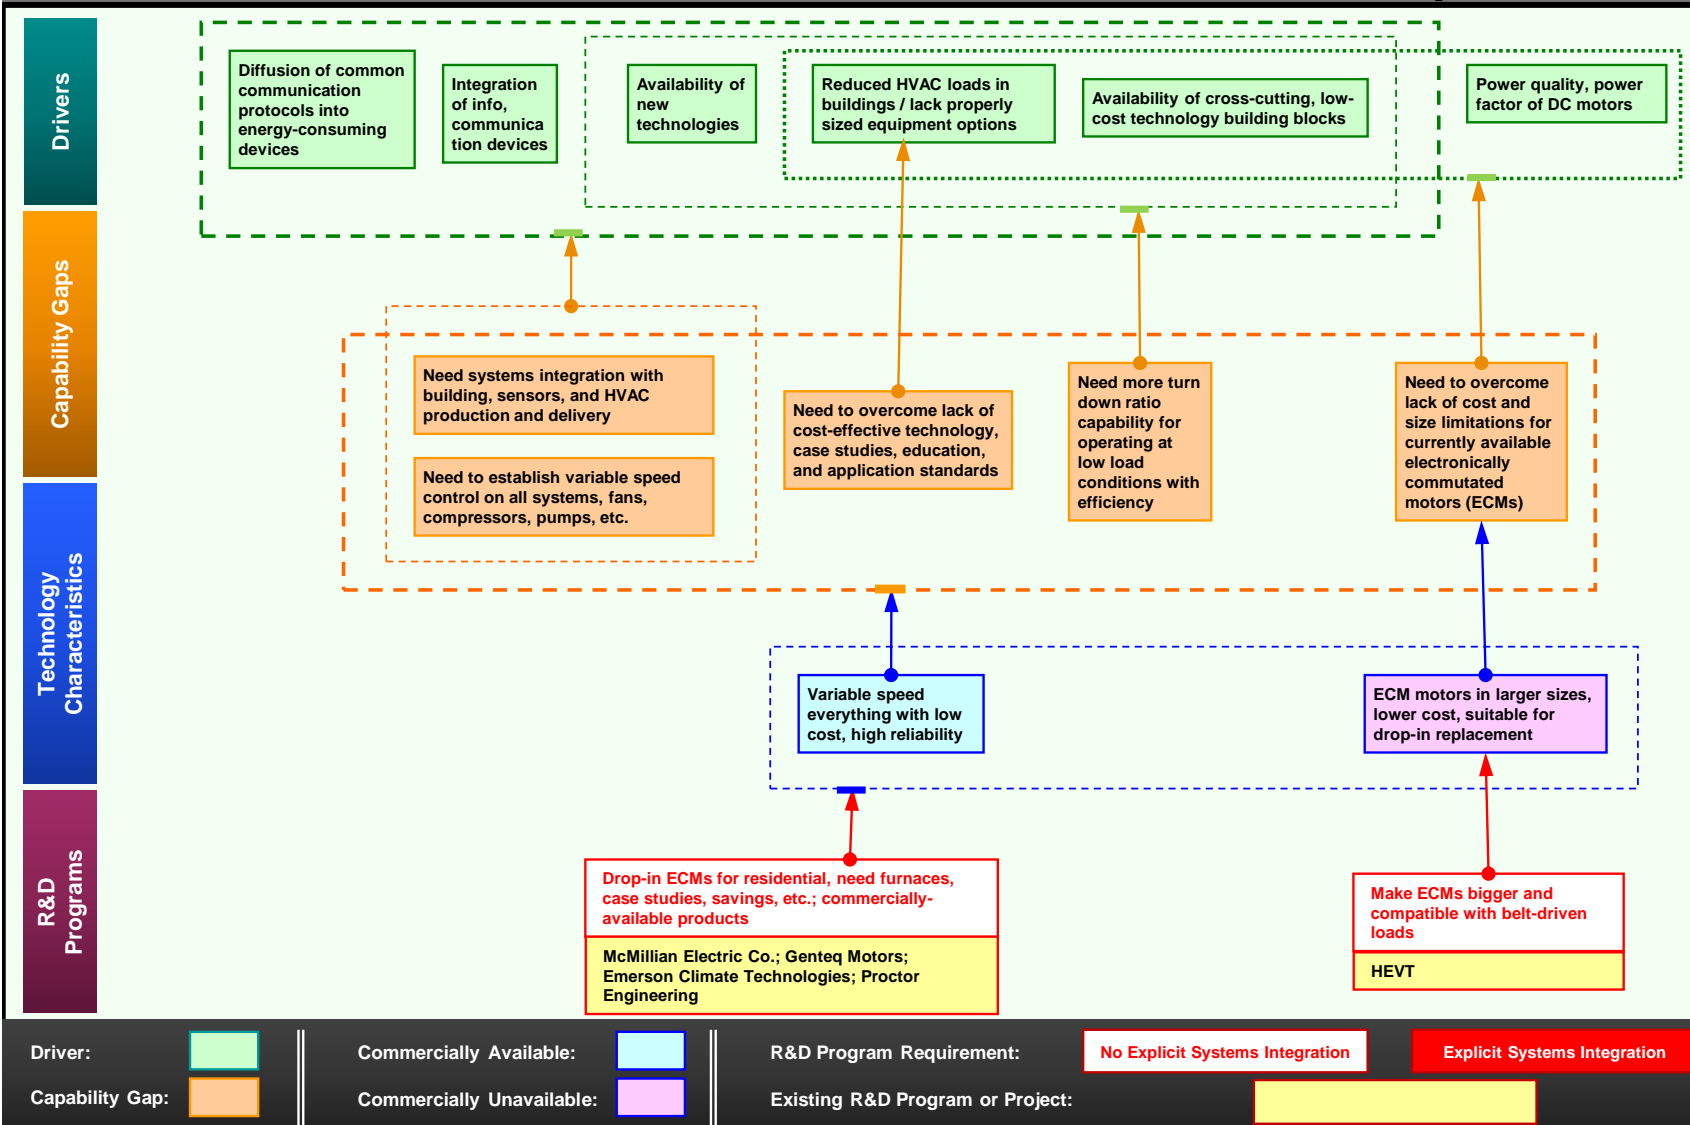 Drivers
Diffusion of common
communication
protocols into
energy-consuming
devices
Integration
of info,
communica
tion devices
Availability of
new
technologies
Reduced HVAC loads in
buildings / lack properly
sized equipment options
Availability of cross-cutting, low-
cost technology building blocks
Power quality, power
factor of DC motors
Capability Gaps
Need systems integration with
building, sensors, and HVAC
production and delivery
Need to establish variable speed
control on all systems, fans,
compressors, pumps, etc.
Need to overcome lack of
cost-effective technology,
case studies, education,
and application standards
Need more turn
down ratio
capability for
operating at
low load
conditions with
efficiency
Need to overcome
lack of cost and
size limitations for
currently available
electronically
commutated
motors (ECMs)
Technology
Characteristics
Variable speed
everything with low
cost, high reliability
ECM motors in larger sizes,
lower cost, suitable for
drop-in replacement
R&D
Programs
Drop-in ECMs for residential, need furnaces,
case studies, savings, etc.; commercially-
available products
McMillian Electric Co.; Genteq Motors;
Emerson Climate Technologies; Proctor
Engineering
Make ECMs bigger and
compatible with belt-driven
loads
HEVT
Driver:
Capability Gap:
Commercially Available:
Commercially Unavailable:
R&D Program Requirement:
No Explicit Systems Integration
Explicit Systems Integration
Existing R&D Program or Project: